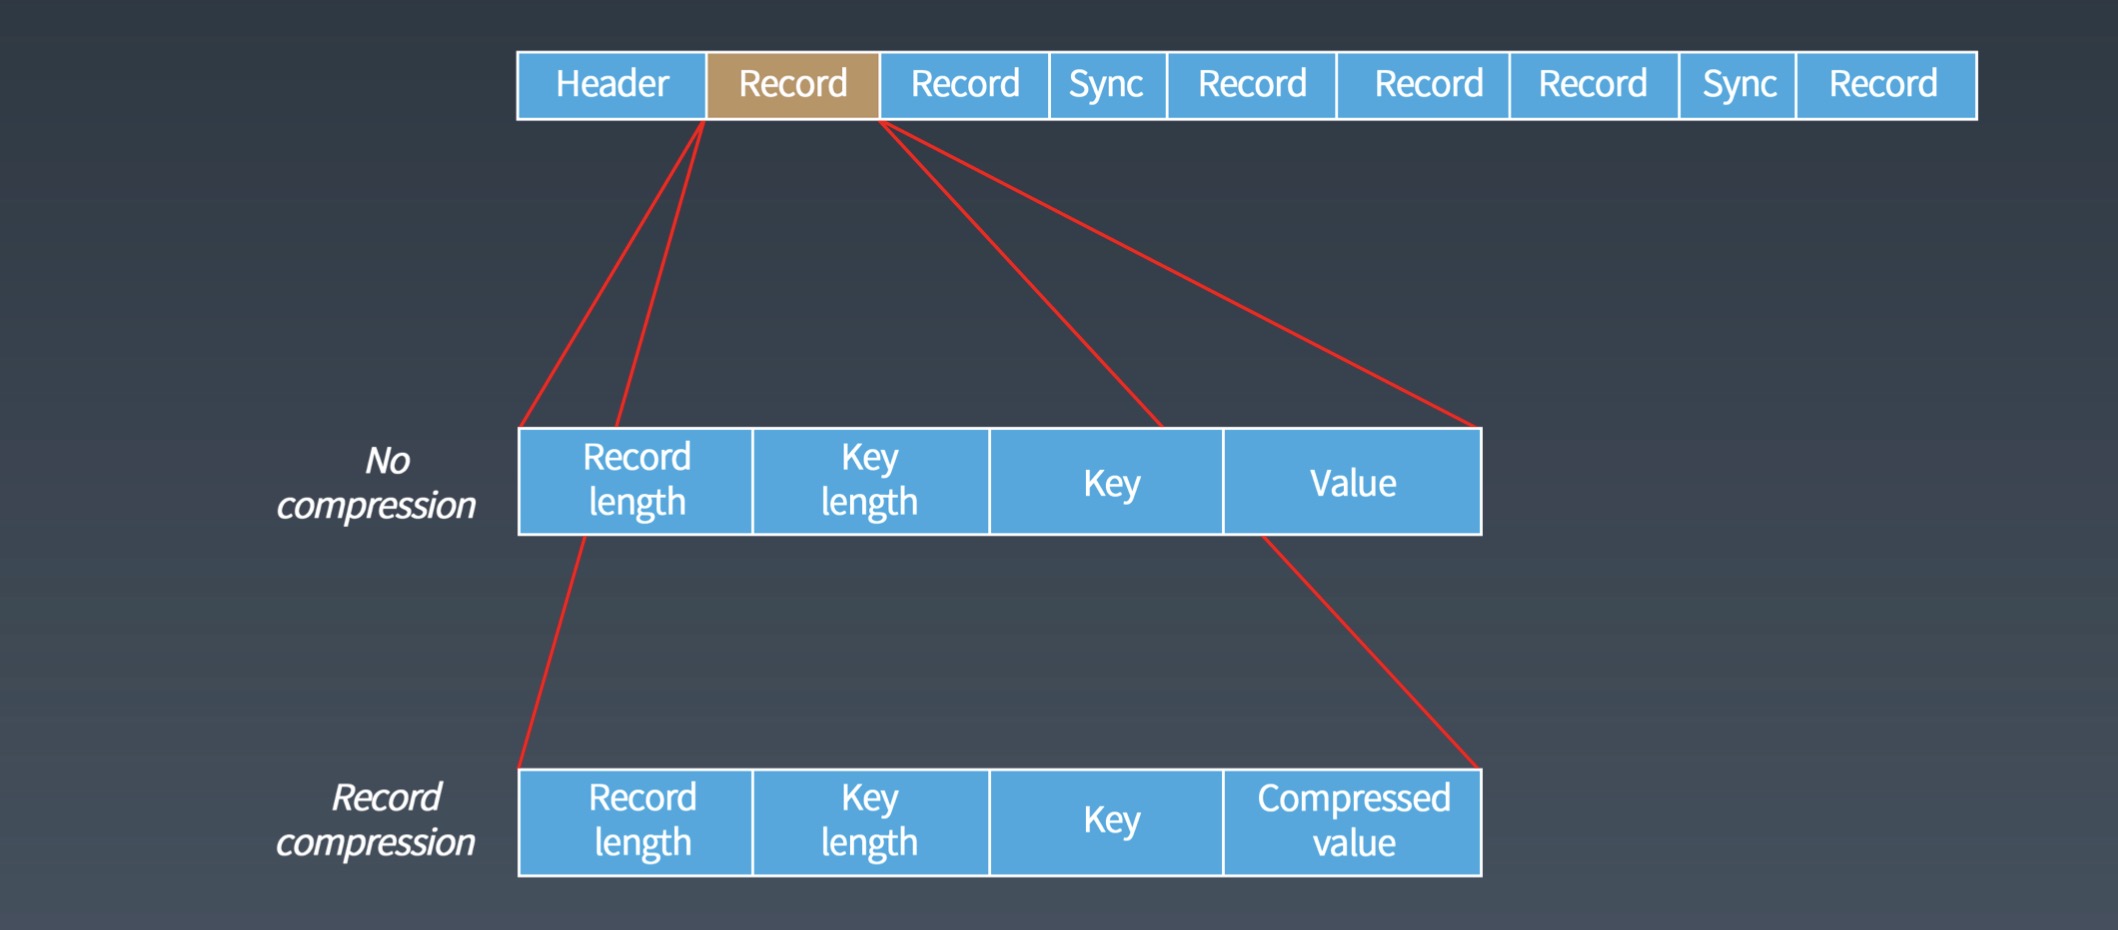 Header Record Record Sync Record Record Record Sync Record
No
compression
Record
length
Key
length
Key
Value
Record
compression
Record
length
Key
length
Key
Compressed
value